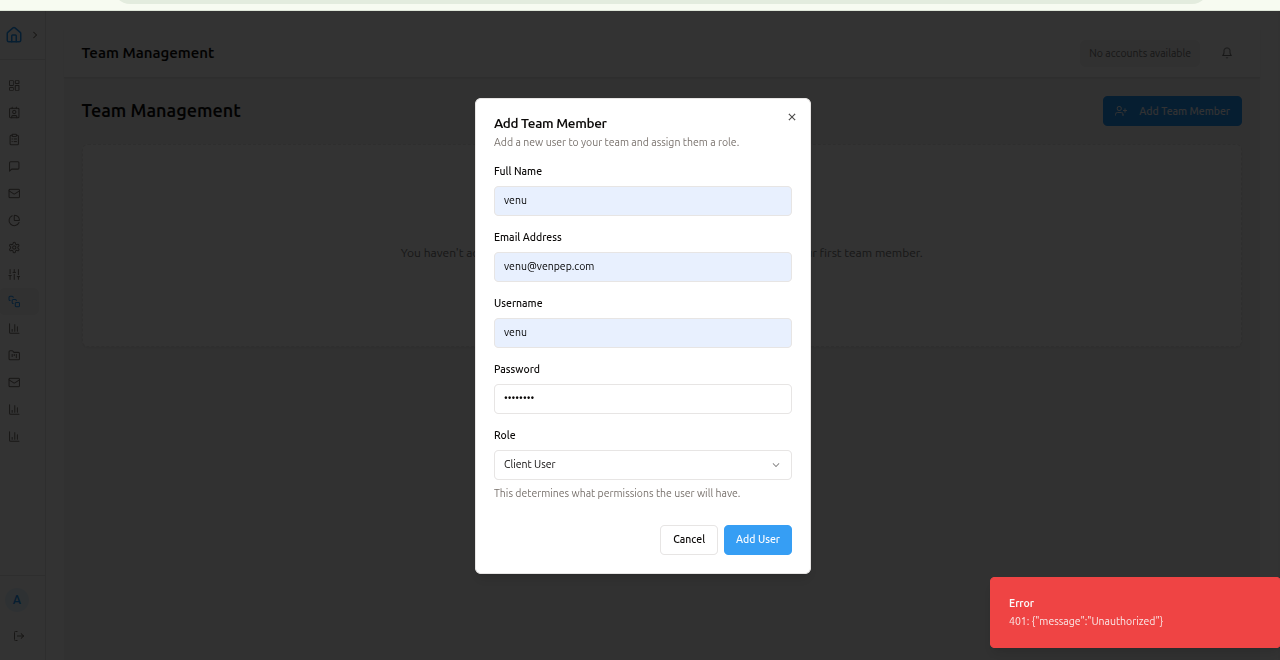 Team Management
No accounts available
Team Management
Add Team Member
You haven't a
r first team member.
Add Team Member
Add a new user to your team and assign them a role.
Full Name
venu
Email Address
venu@venpep.com
Username
venu
Password
••••••••
Role
Client User
This determines what permissions the user will have.
Cancel
Add User
A
Error
401: {"message":"Unauthorized"}